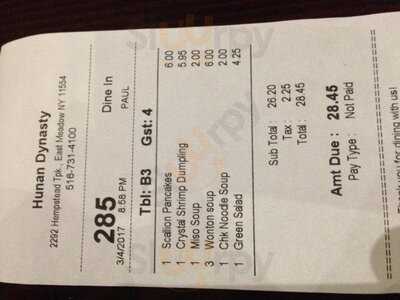 Hunan Dynasty
2292 Hempstead Tpk., East Meadow NY 11554
516-731-4100
285 Dine In
3/4/2017 8:58 PM PAUL
Tbl: B3 Gst: 4
1 Scallion Pancakes 6.00
1 Crystal Shrimp Dumpling 5.95
1 Miso Soup 2.00
3 Wonton soup 6.00
1 Chk Noodle Soup 2.00
1 Green Salad 4.25
Sub Total : 26.20
Tax : 2.25
Total : 28.45
Amt Due : 28.45
Pay Type : Not Paid
Thank you for dining with us!